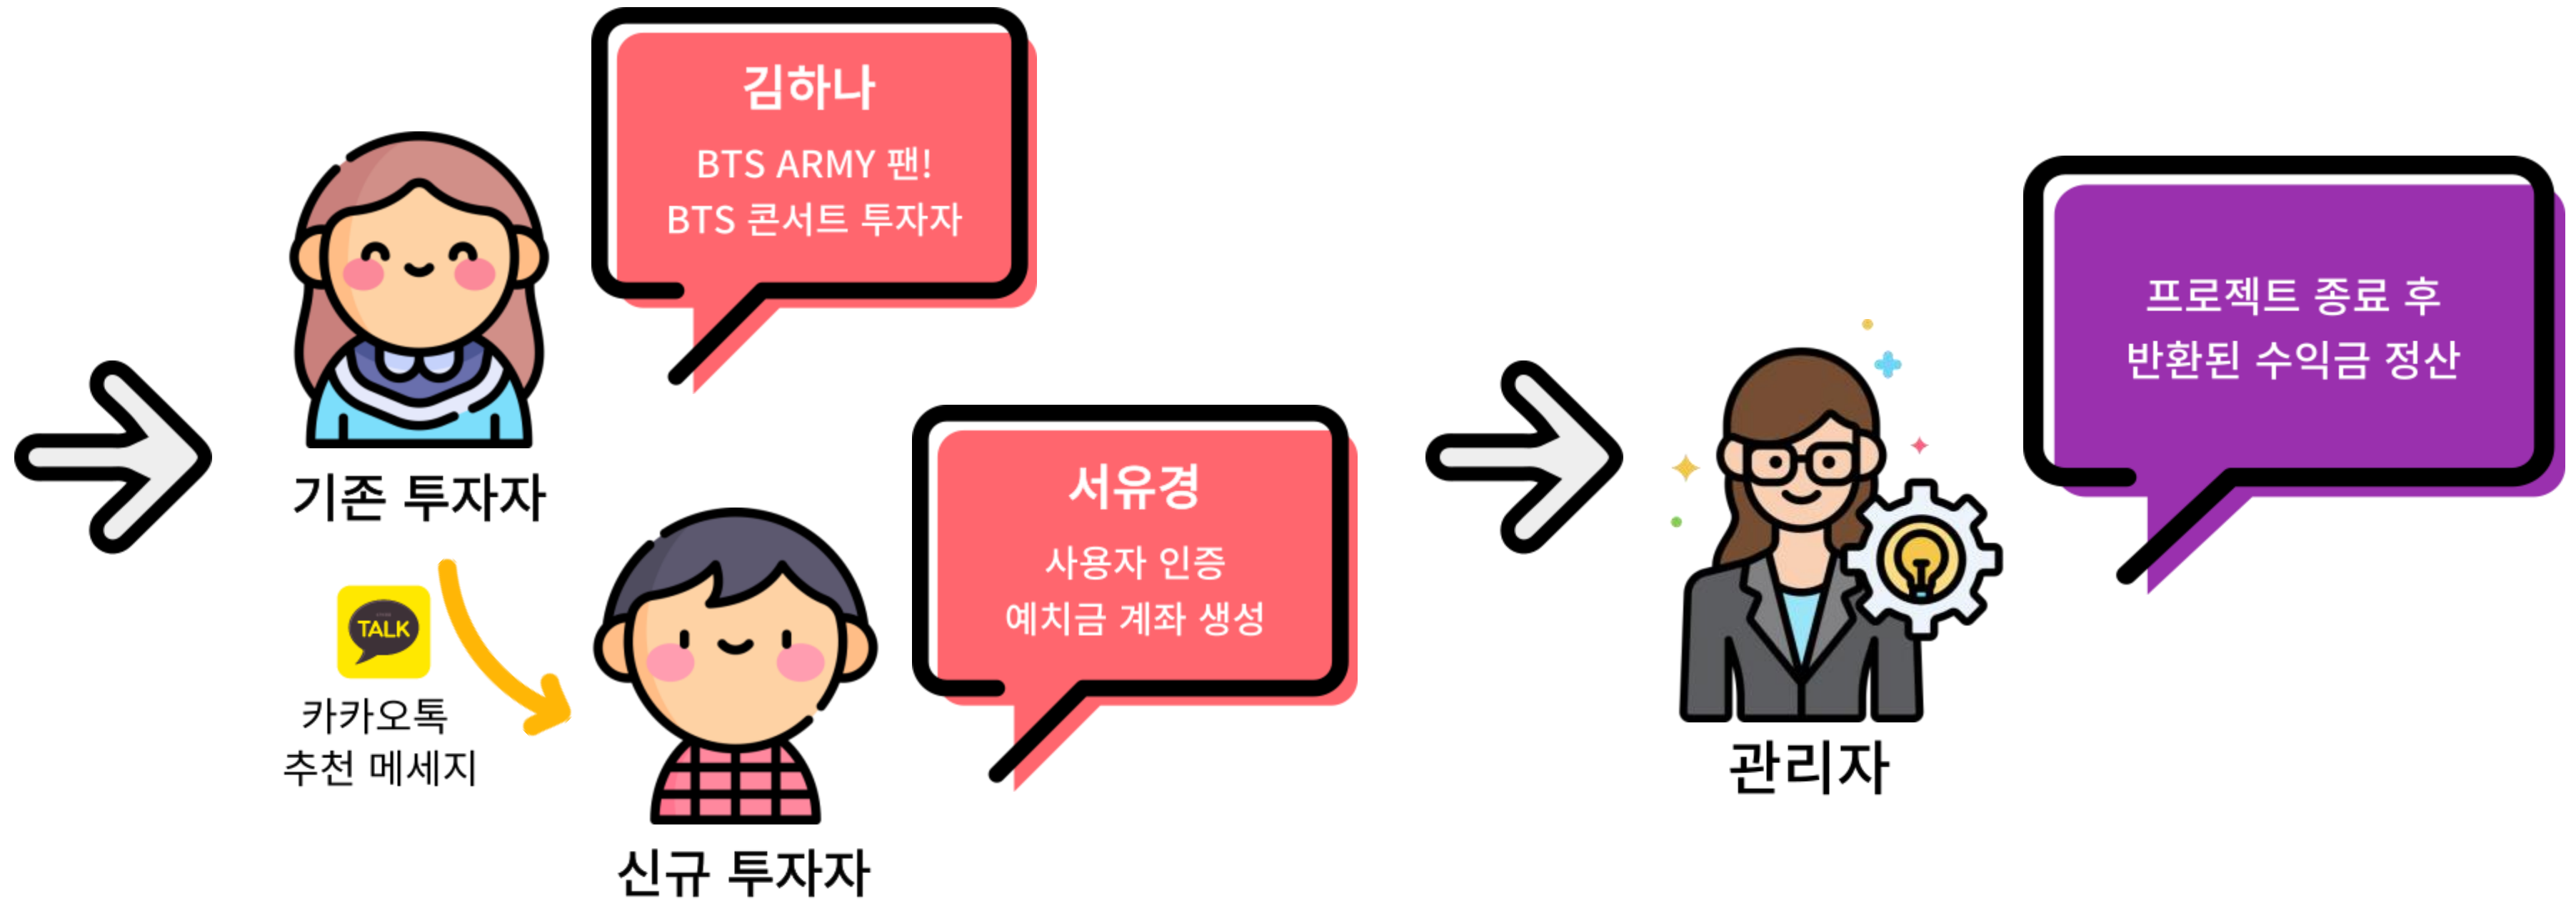 김하나
BTS ARMY 팬!
BTS 콘서트 투자자
기존 투자자
TALK
카카오톡
추천 메세지
서유경
사용자 인증
예치금 계좌 생성
신규 투자자
프로젝트 종료 후
반환된 수익금 정산
관리자